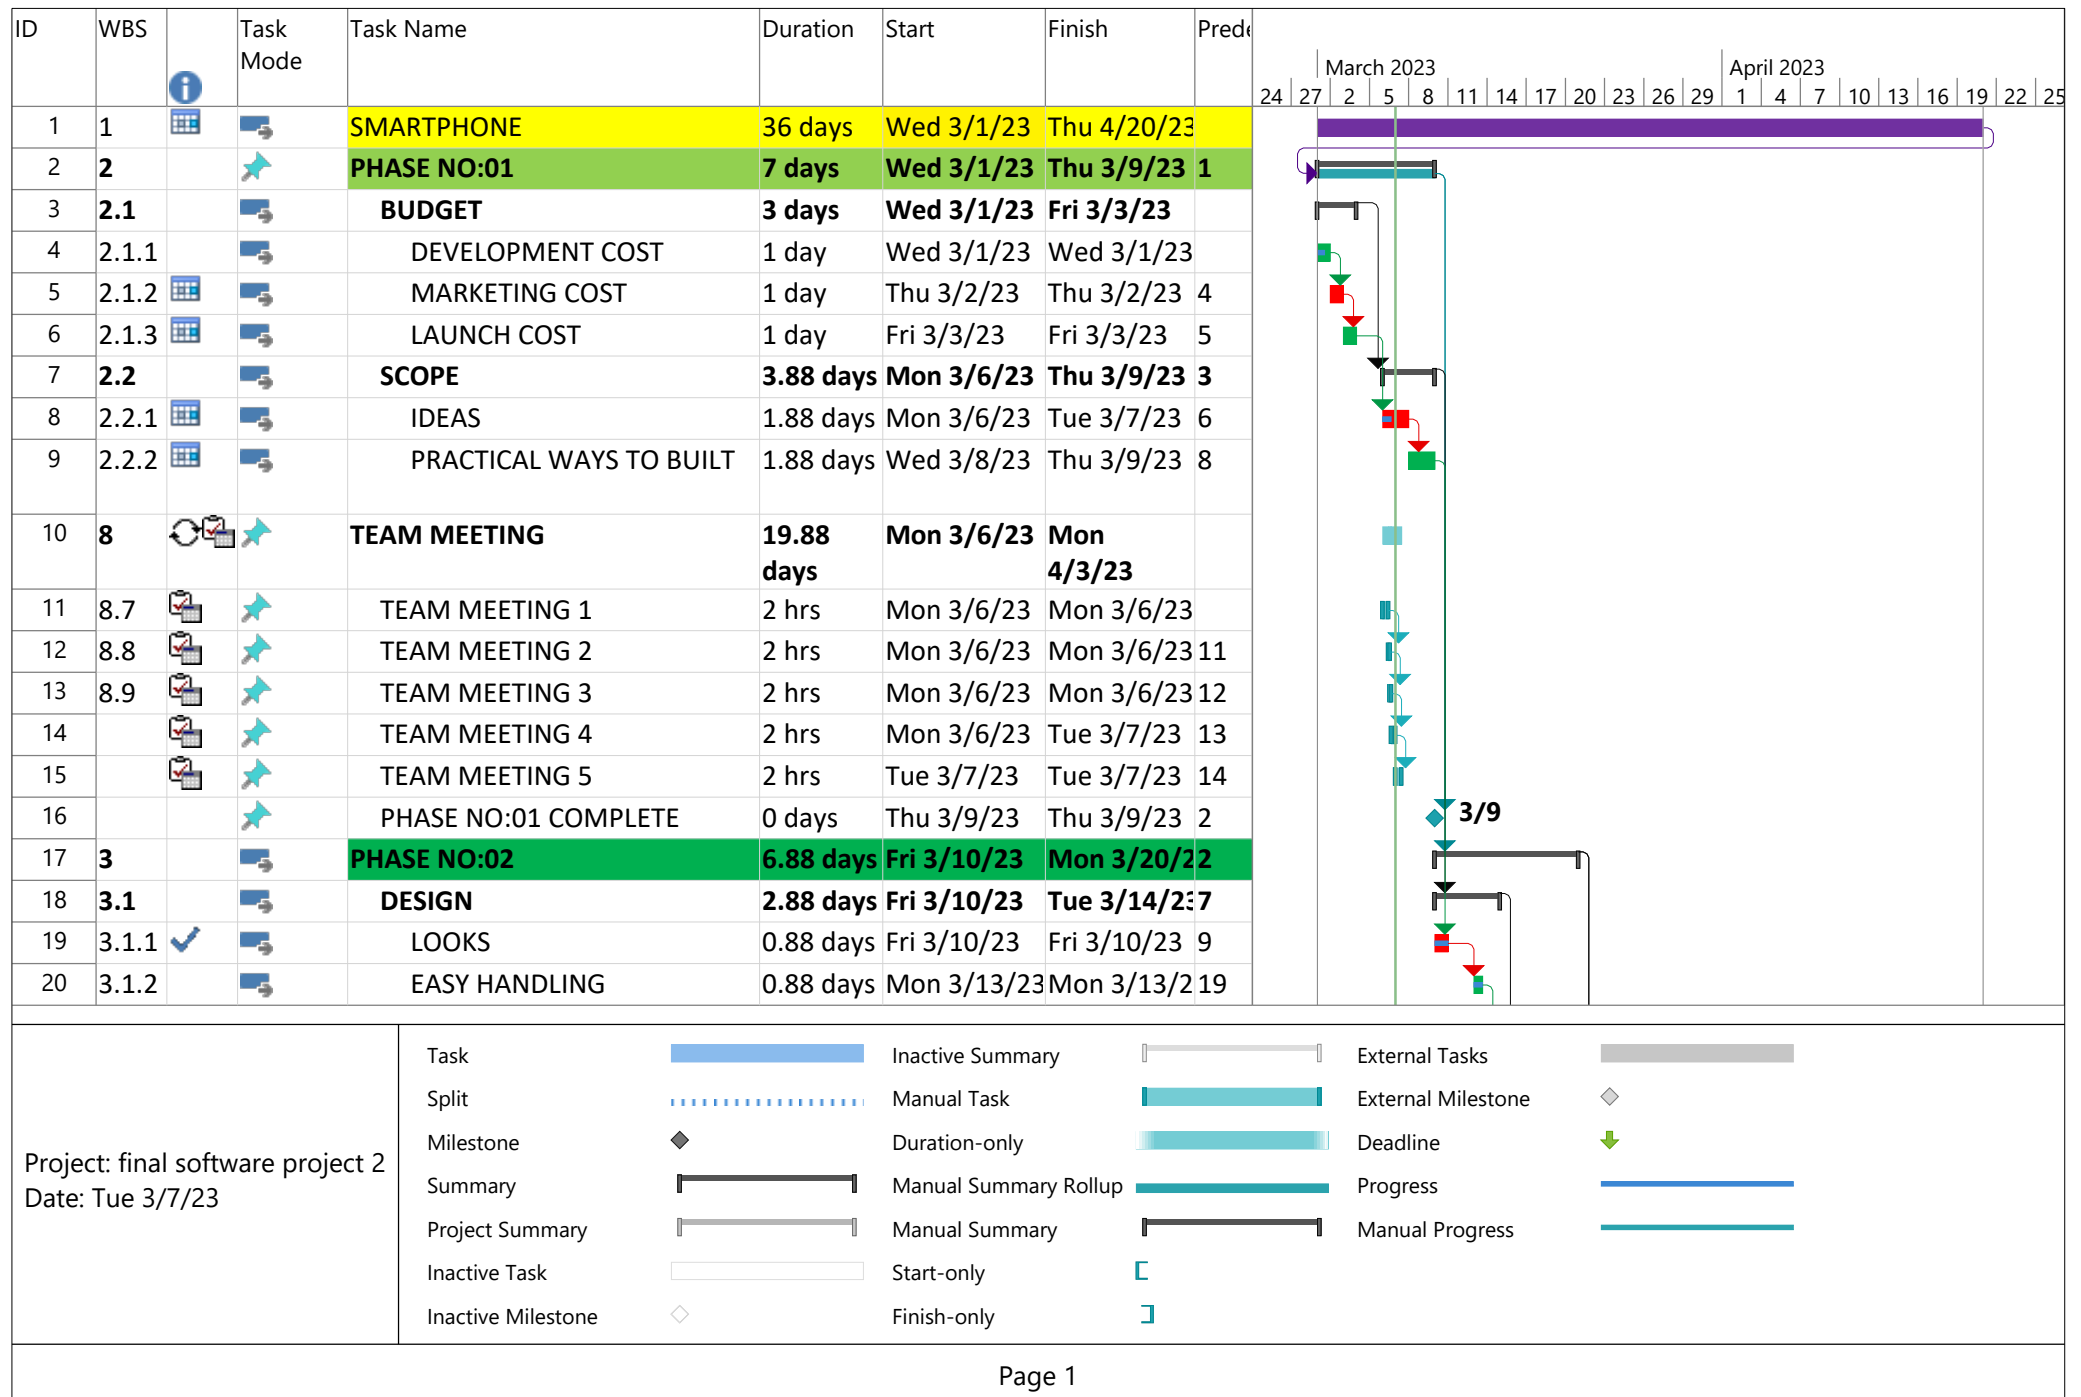 ID WBS Task Mode Task Name Duration Start Finish Prede
March 2023 April 2023
24 27 2 5 8 11 14 17 20 23 26 29 1 4 7 10 13 16 19 22 25
1 1 SMARTPHONE 36 days Wed 3/1/23 Thu 4/20/23
2 2 PHASE NO:01 7 days Wed 3/1/23 Thu 3/9/23 1
3 2.1 BUDGET 3 days Wed 3/1/23 Fri 3/3/23
4 2.1.1 DEVELOPMENT COST 1 day Wed 3/1/23 Wed 3/1/23
5 2.1.2 MARKETING COST 1 day Thu 3/2/23 Thu 3/2/23 4
6 2.1.3 LAUNCH COST 1 day Fri 3/3/23 Fri 3/3/23 5
7 2.2 SCOPE 3.88 days Mon 3/6/23 Thu 3/9/23 3
8 2.2.1 IDEAS 1.88 days Mon 3/6/23 Tue 3/7/23 6
9 2.2.2 PRACTICAL WAYS TO BUILT 1.88 days Wed 3/8/23 Thu 3/9/23 8
10 8 TEAM MEETING 19.88 days Mon 3/6/23 Mon 4/3/23
11 8.7 TEAM MEETING 1 2 hrs Mon 3/6/23 Mon 3/6/23
12 8.8 TEAM MEETING 2 2 hrs Mon 3/6/23 Mon 3/6/23 11
13 8.9 TEAM MEETING 3 2 hrs Mon 3/6/23 Mon 3/6/23 12
14 TEAM MEETING 4 2 hrs Mon 3/6/23 Tue 3/7/23 13
15 TEAM MEETING 5 2 hrs Tue 3/7/23 Tue 3/7/23 14
16 PHASE NO:01 COMPLETE 0 days Thu 3/9/23 Thu 3/9/23 2 3/9
17 3 PHASE NO:02 6.88 days Fri 3/10/23 Mon 3/20/2 2
18 3.1 DESIGN 2.88 days Fri 3/10/23 Tue 3/14/23 7
19 3.1.1 LOOKS 0.88 days Fri 3/10/23 Fri 3/10/23 9
20 3.1.2 EASY HANDLING 0.88 days Mon 3/13/23 Mon 3/13/2 19
Project: final software project 2
Date: Tue 3/7/23
Task
Split
Milestone
Summary
Project Summary
Inactive Task
Inactive Milestone
Inactive Summary
Manual Task
Duration-only
Manual Summary Rollup
Manual Summary
Start-only
Finish-only
External Tasks
External Milestone
Deadline
Progress
Manual Progress
Page 1